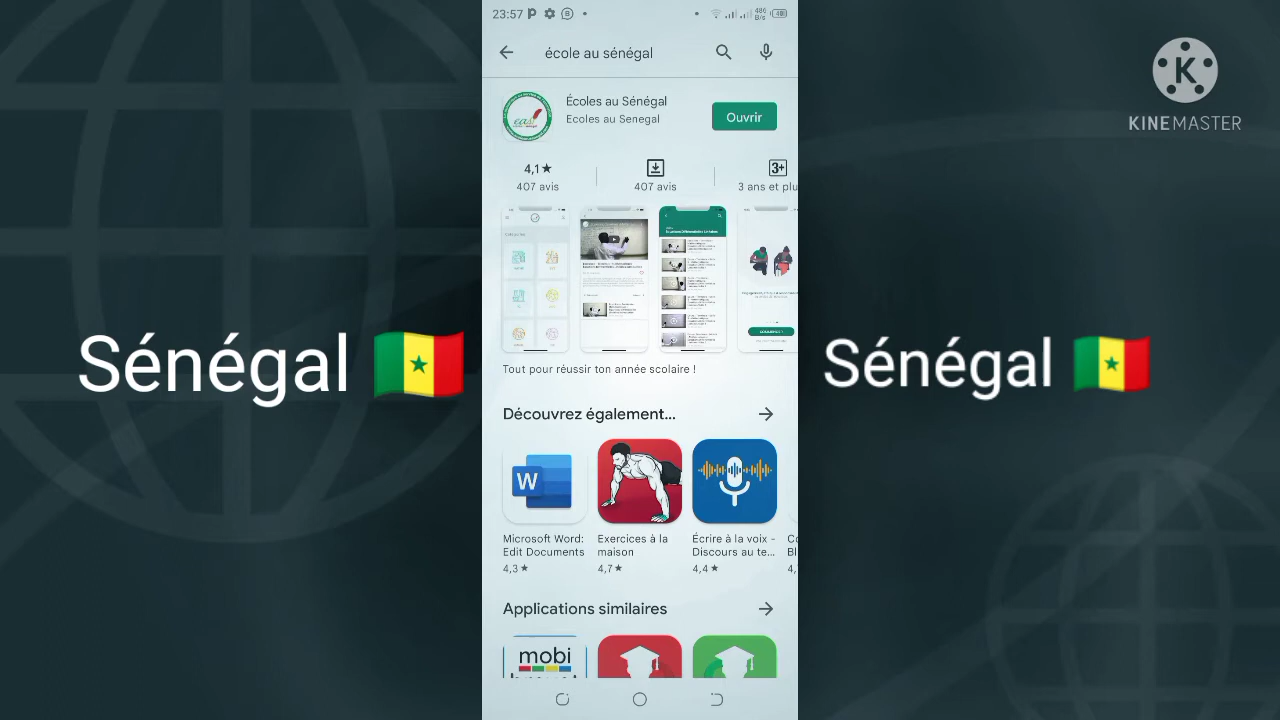 23:57
486 B/s
école au sénégal
KINEMASTER
Écoles au Sénégal
Ecoles au Senegal
Ouvrir
4,1★
407 avis
407 avis
3+
3 ans et plu
Tout pour réussir ton année scolaire !
Sénégal
Sénégal
Découvrez également...
W
Microsoft Word: Edit Documents
4,3★
Exercices à la maison
4,7★
Écrire à la voix - Discours au te...
4,4★
Applications similaires
mobi